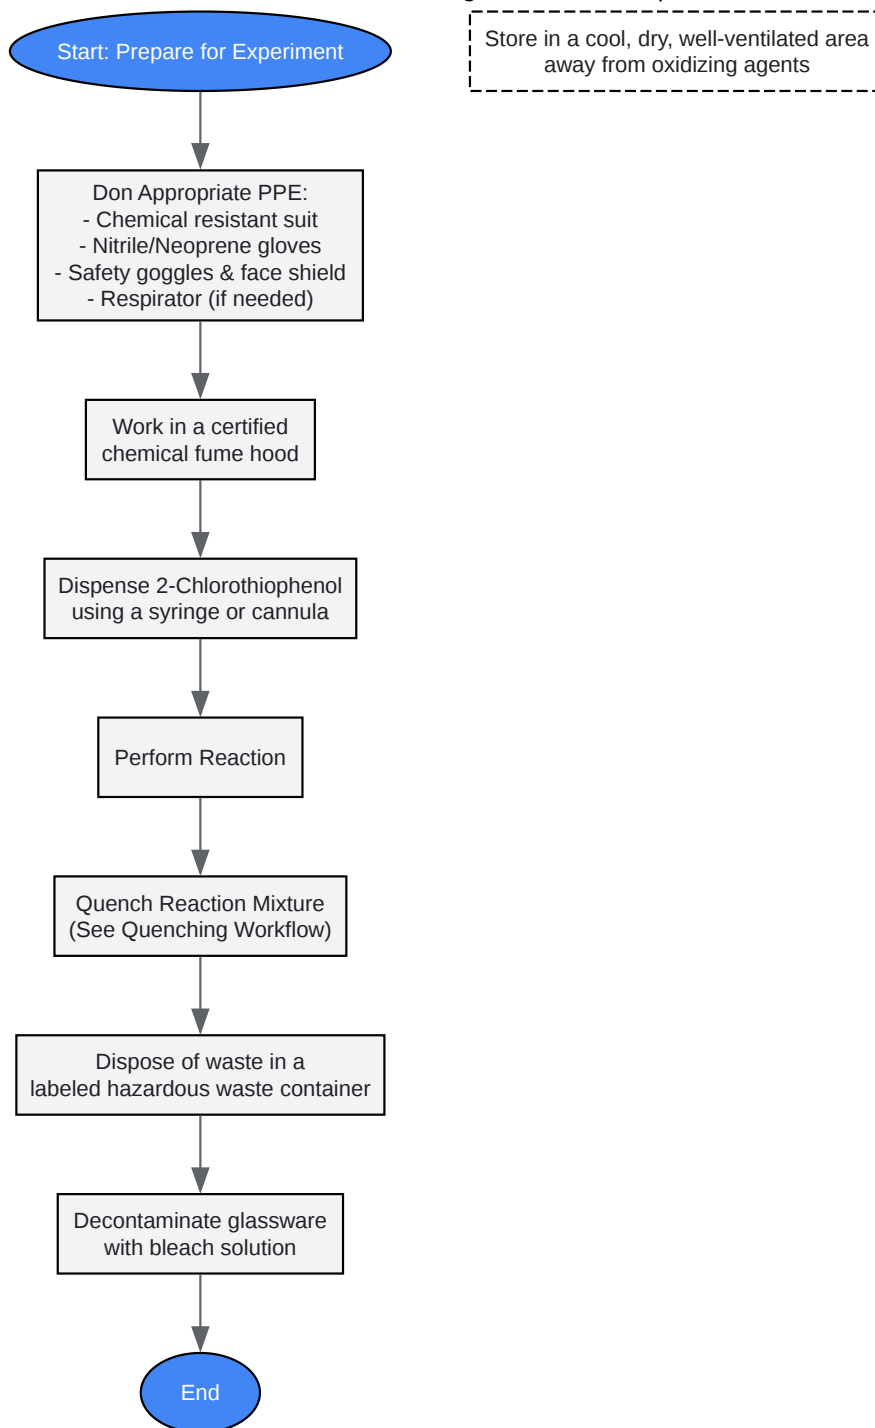 Start: Prepare for Experiment
Store in a cool, dry, well-ventilated area
away from oxidizing agents
Don Appropriate PPE:
- Chemical resistant suit
- Nitrile/Neoprene gloves
- Safety goggles & face shield
- Respirator (if needed)
Work in a certified
chemical fume hood
Dispense 2-Chlorothiophenol
using a syringe or cannula
Perform Reaction
Quench Reaction Mixture
(See Quenching Workflow)
Dispose of waste in a
labeled hazardous waste container
Decontaminate glassware
with bleach solution
End